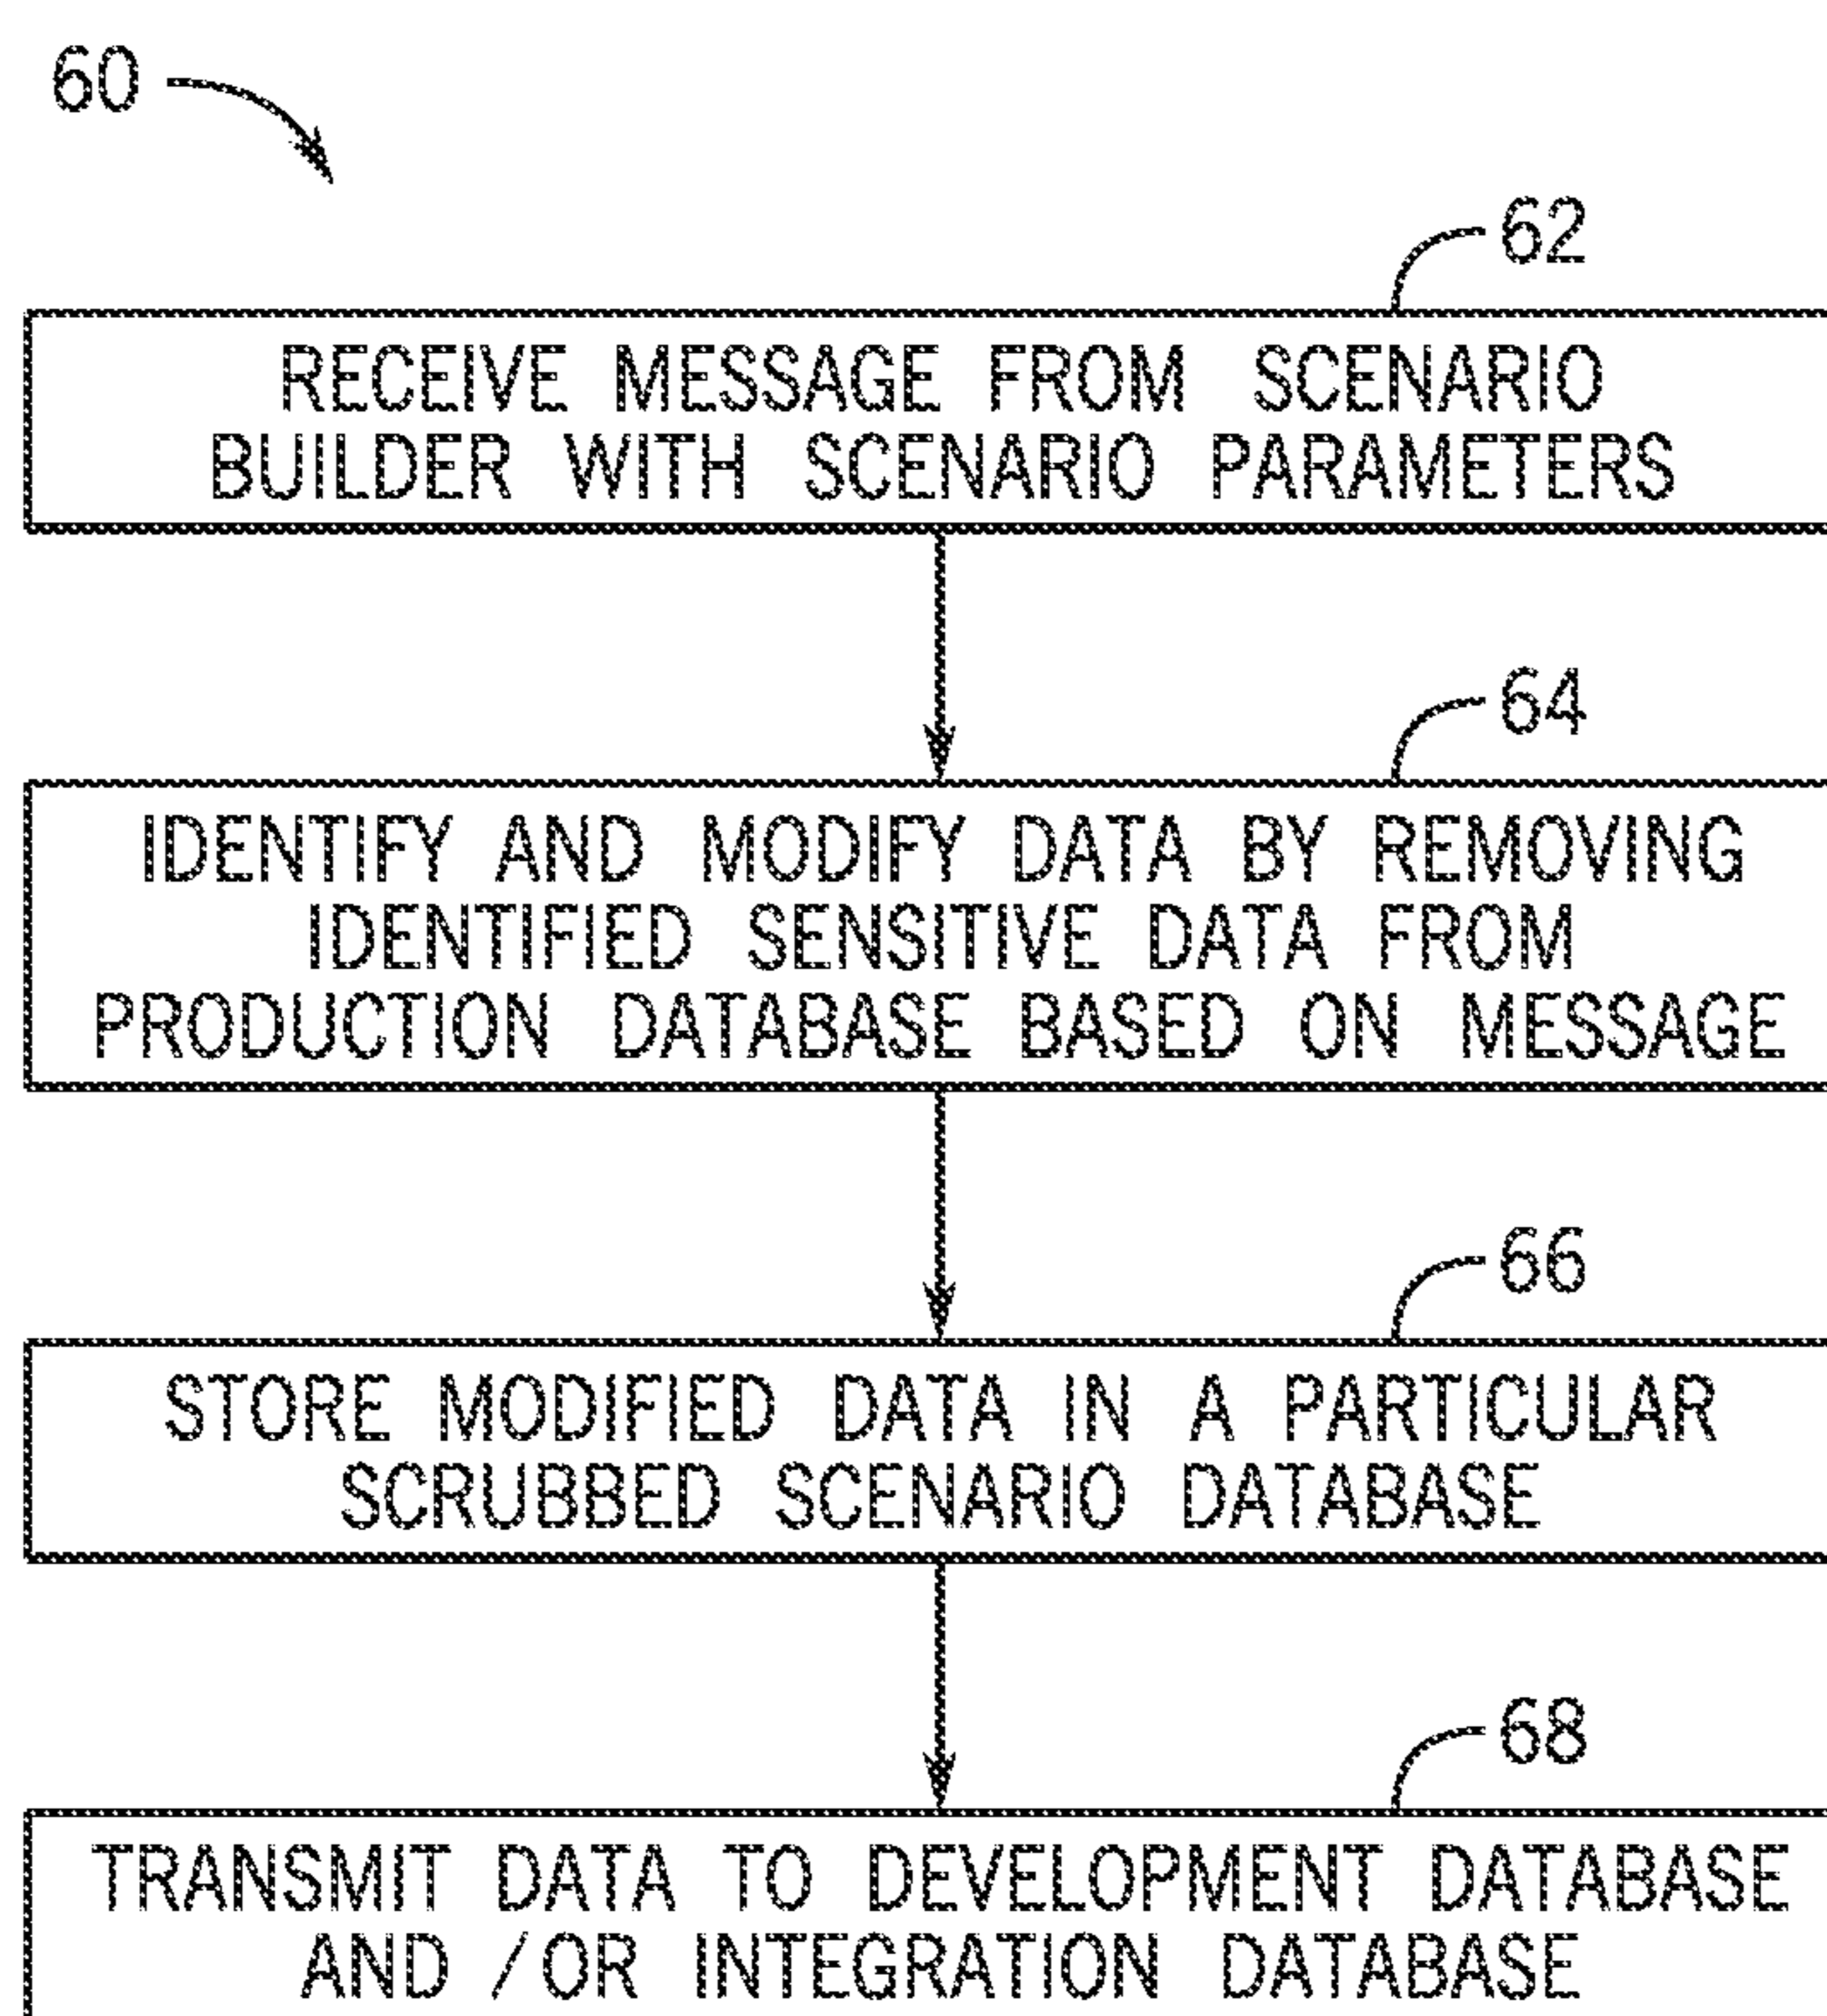 60
62
RECEIVE MESSAGE FROM SCENARIO
BUILDER WITH SCENARIO PARAMETERS
64
IDENTIFY AND MODIFY DATA BY REMOVING
IDENTIFIED SENSITIVE DATA FROM
PRODUCTION DATABASE BASED ON MESSAGE
66
STORE MODIFIED DATA IN A PARTICULAR
SCRUBBED SCENARIO DATABASE
68
TRANSMIT DATA TO DEVELOPMENT DATABASE
AND /OR INTEGRATION DATABASE